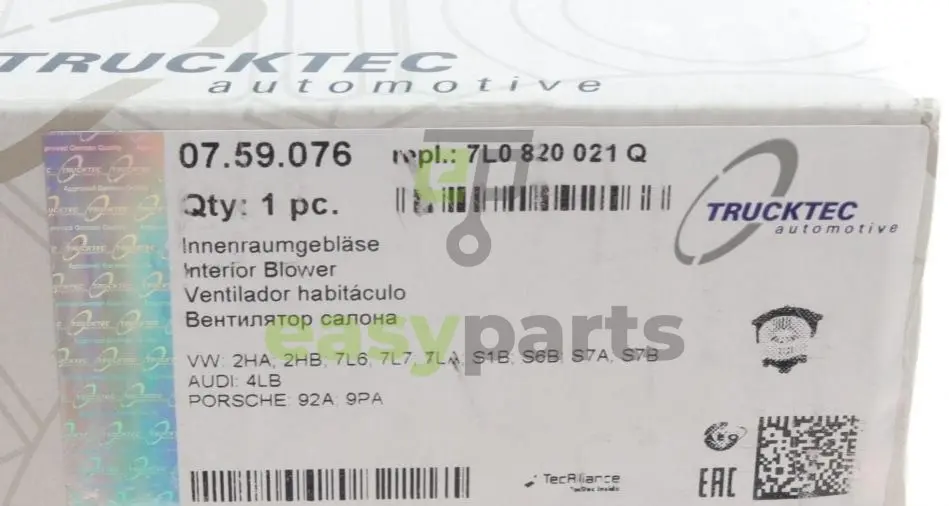 TRUCKTEC
automotive
07.59.076 repl.: 7L0 820 021 Q
Qty: 1 pc.
TRUCKTEC
automotive
Innenraumgebläse
Interior Blower
Ventilador habitáculo
Вентилятор салона
easyparts
VW: 2HA, 2HB, 7L6, 7L7, 7LA, S1B, S6B, S7A, S7B
AUDI: 4LB
PORSCHE: 92A, 9PA
TecAlliance
TecDoc Inside
EAC